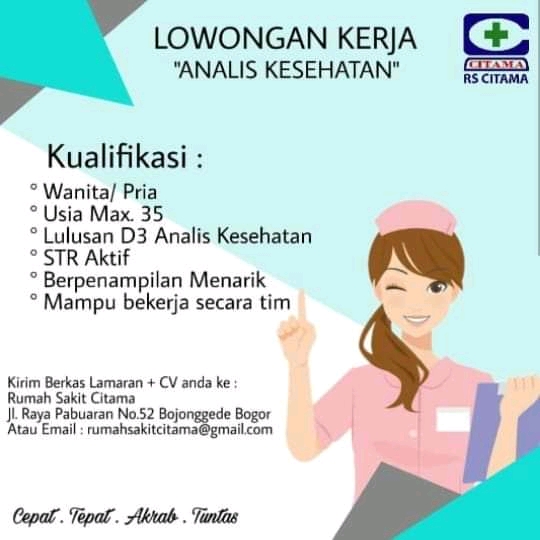 LOWONGAN KERJA
"ANALIS KESEHATAN"
CITAMA
RS CITAMA
Kualifikasi :
° Wanita/ Pria
° Usia Max. 35
° Lulusan D3 Analis Kesehatan
° STR Aktif
° Berpenampilan Menarik
° Mampu bekerja secara tim
Kirim Berkas Lamaran + CV anda ke :
Rumah Sakit Citama
Jl. Raya Pabuaran No.52 Bojonggede Bogor
Atau Email : rumahsakitcitama@gmail.com
Cepat . Tepat . Akrab . Tuntas